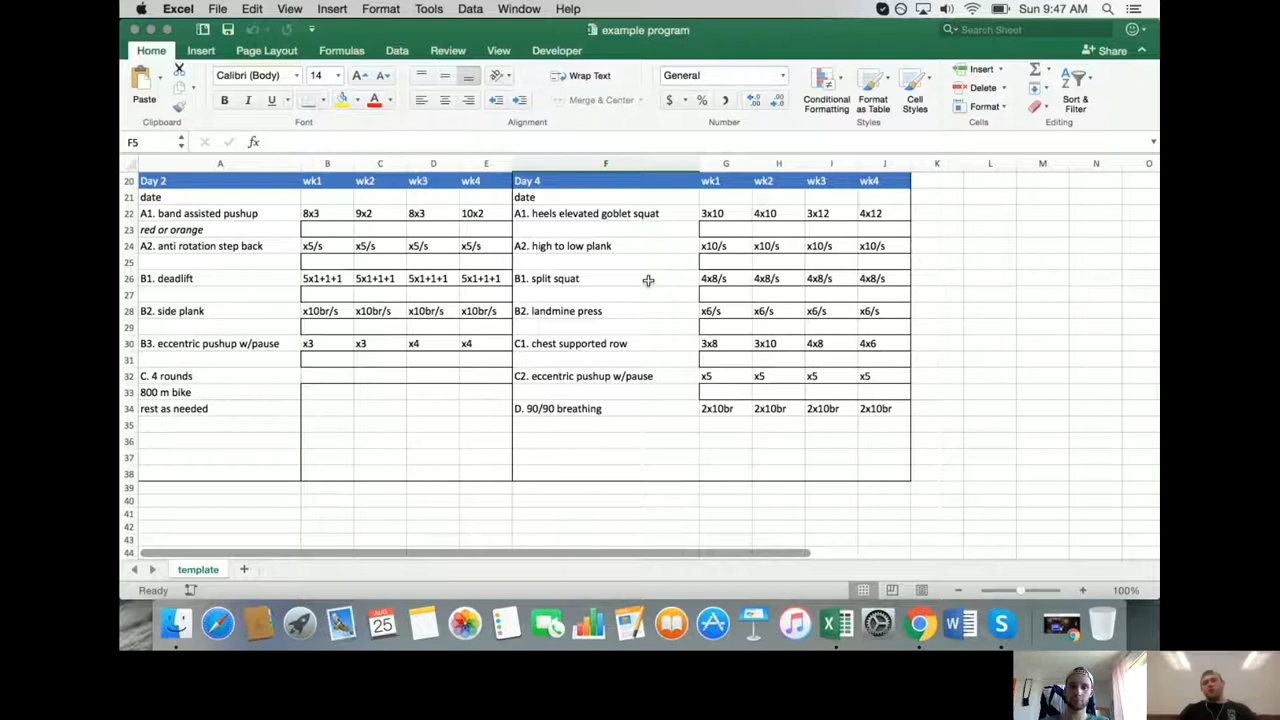 Excel File Edit View Insert Format Tools Data Window Help Sun 9:47 AM
example program Search Sheet
Home Insert Page Layout Formulas Data Review View Developer Share
Paste Calibri (Body) 14 A A Wrap Text General Conditional Formatting Format as Table Cell Styles Insert Sort & Filter
B I U A Merge & Center $ % Delete Format
Clipboard Font Alignment Number Styles Cells Editing
F5 fx
A B C D E F G H I J K L M N O
20 Day 2 wk1 wk2 wk3 wk4 Day 4 wk1 wk2 wk3 wk4
21 date date
22 A1. band assisted pushup 8x3 9x2 8x3 10x2 A1. heels elevated goblet squat 3x10 4x10 3x12 4x12
23 red or orange
24 A2. anti rotation step back x5/s x5/s x5/s x5/s A2. high to low plank x10/s x10/s x10/s x10/s
25
26 B1. deadlift 5x1+1+1 5x1+1+1 5x1+1+1 5x1+1+1 B1. split squat 4x8/s 4x8/s 4x8/s 4x8/s
27
28 B2. side plank x10br/s x10br/s x10br/s x10br/s B2. landmine press x6/s x6/s x6/s x6/s
29
30 B3. eccentric pushup w/pause x3 x3 x4 x4 C1. chest supported row 3x8 3x10 4x8 4x6
31
32 C. 4 rounds C2. eccentric pushup w/pause x5 x5 x5 x5
33 800 m bike
34 rest as needed D. 90/90 breathing 2x10br 2x10br 2x10br 2x10br
35
36
37
38
39
40
41
42
43
44
template
Ready 100%
AUG
25